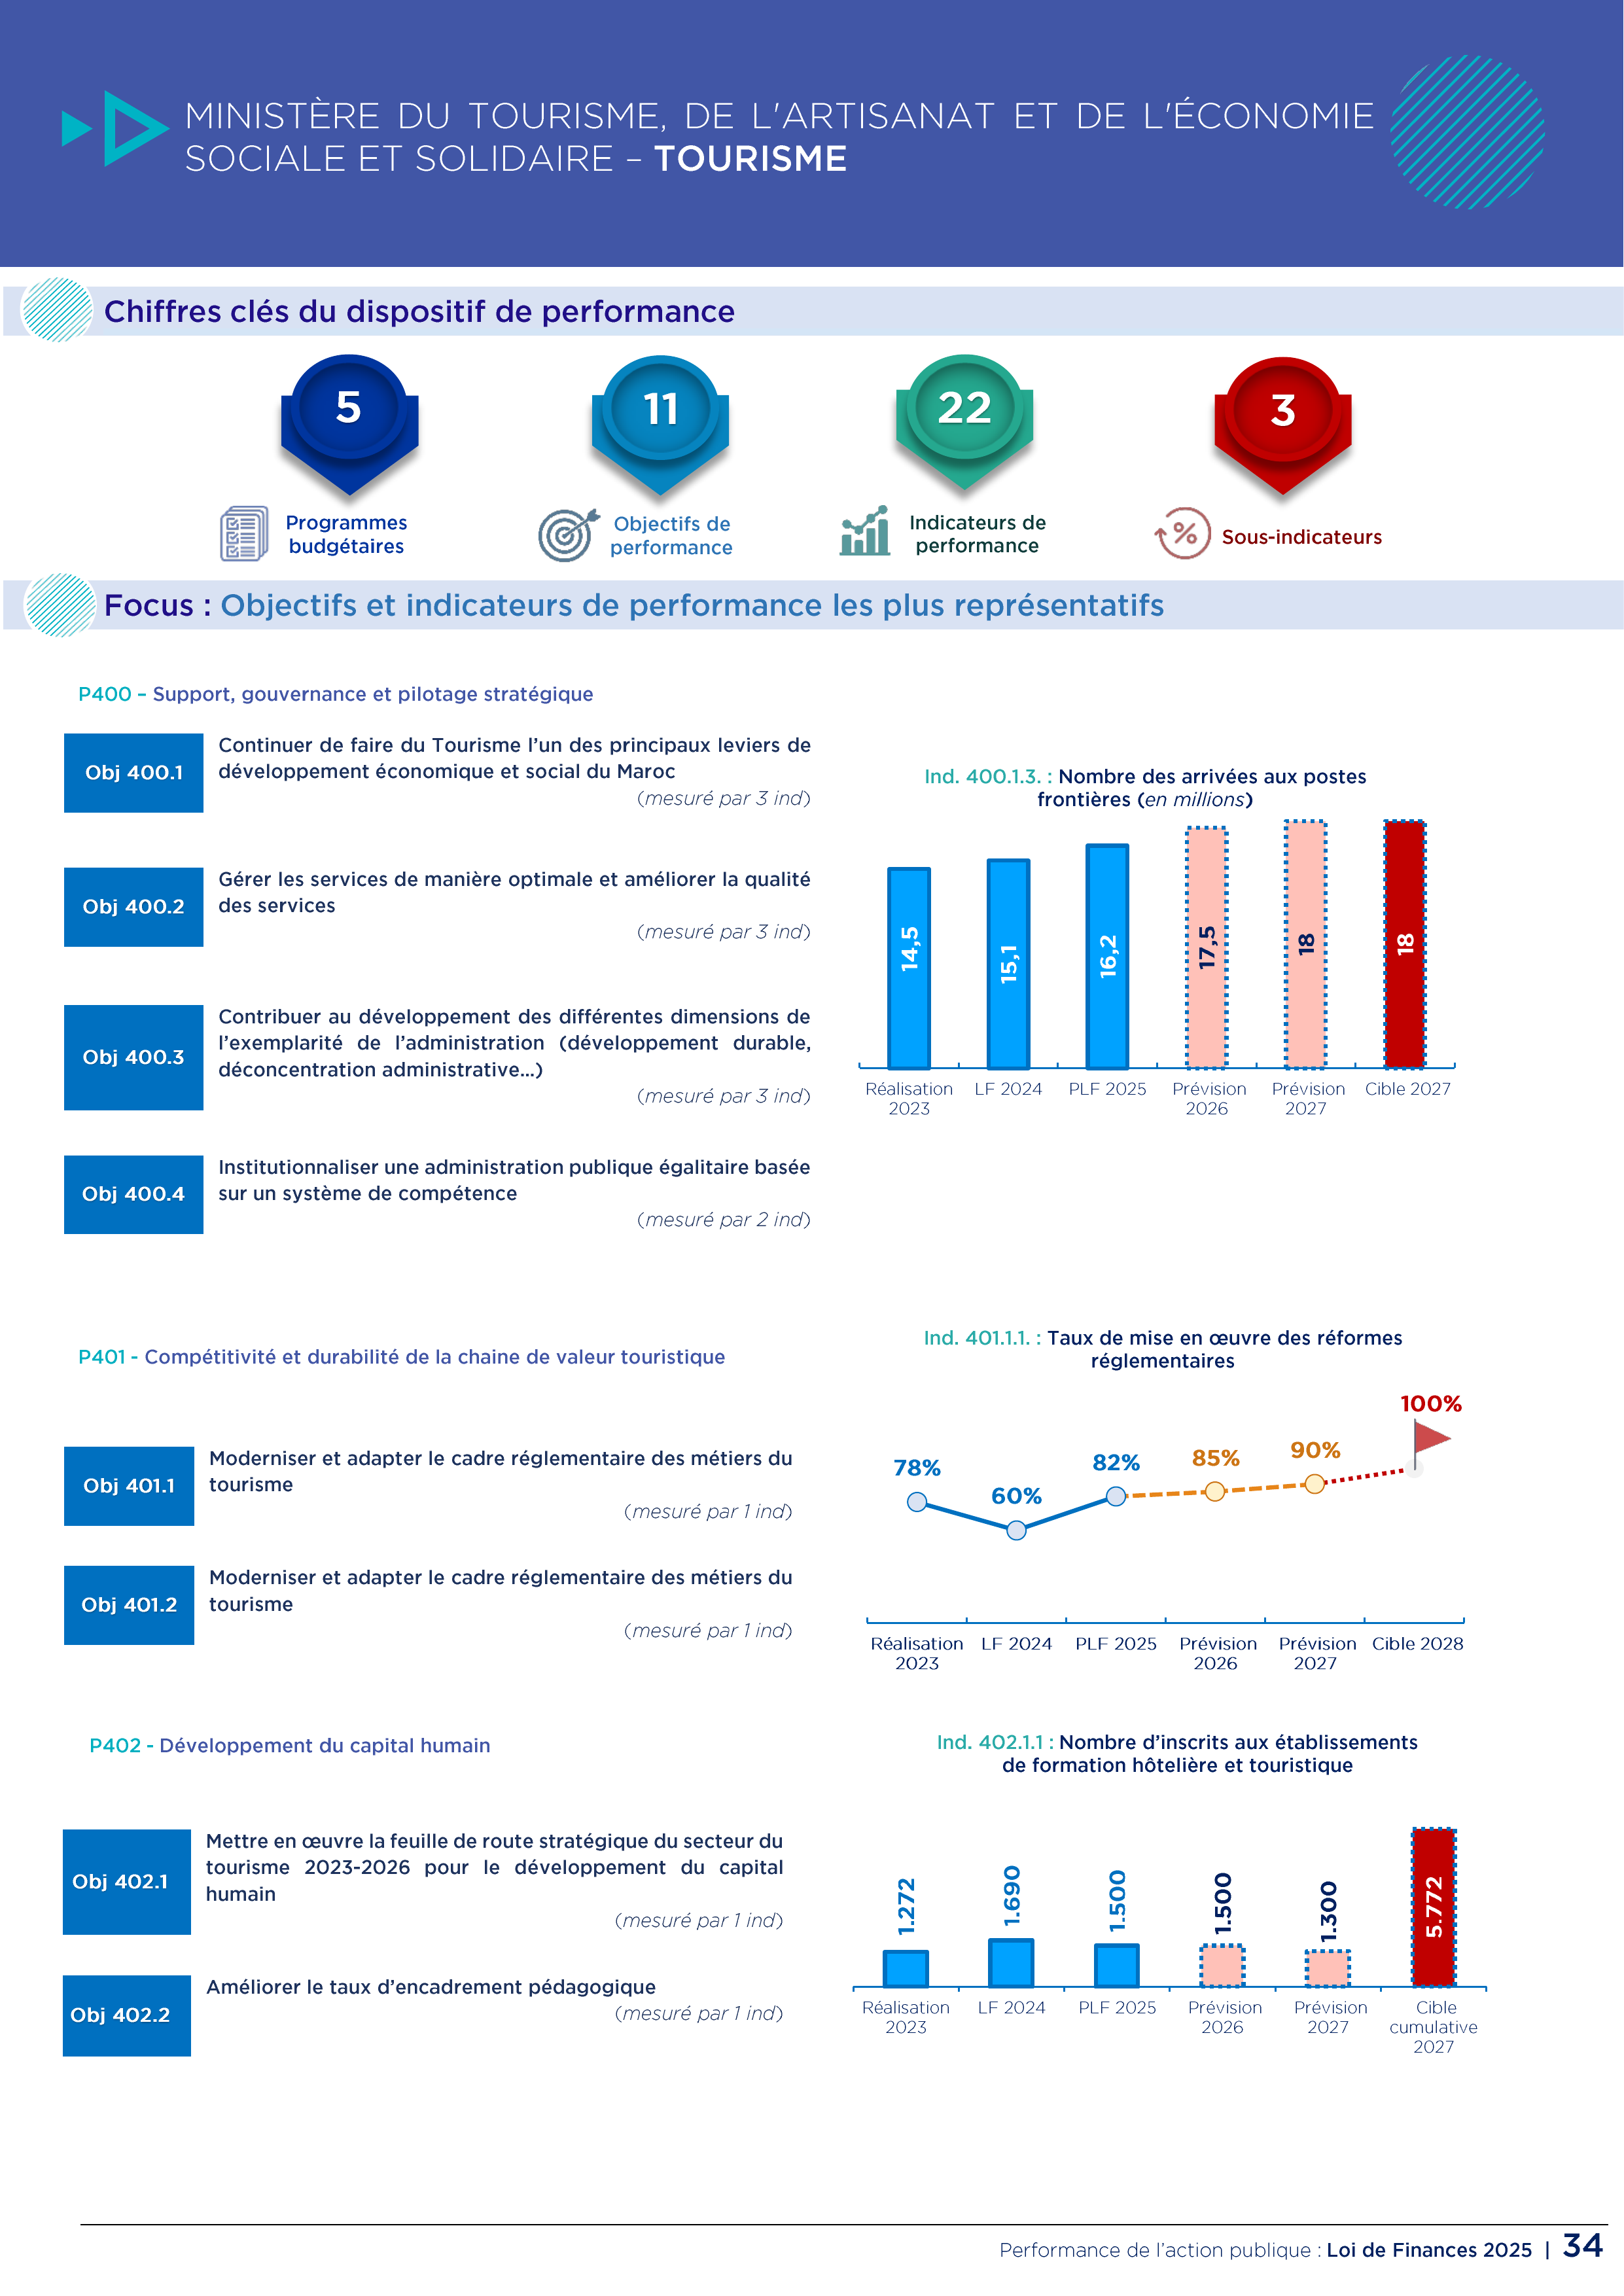 MINISTÈRE DU TOURISME, DE L'ARTISANAT ET DE L'ÉCONOMIE
SOCIALE ET SOLIDAIRE – TOURISME
Chiffres clés du dispositif de performance
5
11
22
3
Programmes
budgétaires
Objectifs de
performance
Indicateurs de
performance
%
Sous-indicateurs
Focus : Objectifs et indicateurs de performance les plus représentatifs
P400 – Support, gouvernance et pilotage stratégique
Obj 400.1
Continuer de faire du Tourisme l’un des principaux leviers de
développement économique et social du Maroc
(mesuré par 3 ind)
Obj 400.2
Gérer les services de manière optimale et améliorer la qualité
des services
(mesuré par 3 ind)
Obj 400.3
Contribuer au développement des différentes dimensions de
l’exemplarité de l’administration (développement durable,
déconcentration administrative...)
(mesuré par 3 ind)
Obj 400.4
Institutionnaliser une administration publique égalitaire basée
sur un système de compétence
(mesuré par 2 ind)
Ind. 400.1.3. : Nombre des arrivées aux postes
frontières (en millions)
14,5
15,1
16,2
17,5
18
18
Réalisation
2023
LF 2024
PLF 2025
Prévision
2026
Prévision
2027
Cible 2027
P401 - Compétitivité et durabilité de la chaine de valeur touristique
Obj 401.1
Moderniser et adapter le cadre réglementaire des métiers du
tourisme
(mesuré par 1 ind)
Obj 401.2
Moderniser et adapter le cadre réglementaire des métiers du
tourisme
(mesuré par 1 ind)
Ind. 401.1.1. : Taux de mise en œuvre des réformes
réglementaires
78%
60%
82%
85%
90%
100%
Réalisation
2023
LF 2024
PLF 2025
Prévision
2026
Prévision
2027
Cible 2028
P402 - Développement du capital humain
Obj 402.1
Mettre en œuvre la feuille de route stratégique du secteur du
tourisme 2023-2026 pour le développement du capital
humain
(mesuré par 1 ind)
Obj 402.2
Améliorer le taux d’encadrement pédagogique
(mesuré par 1 ind)
Ind. 402.1.1 : Nombre d’inscrits aux établissements
de formation hôtelière et touristique
1.272
1.690
1.500
1.500
1.300
5.772
Réalisation
2023
LF 2024
PLF 2025
Prévision
2026
Prévision
2027
Cible
cumulative
2027
Performance de l’action publique : Loi de Finances 2025 | 34